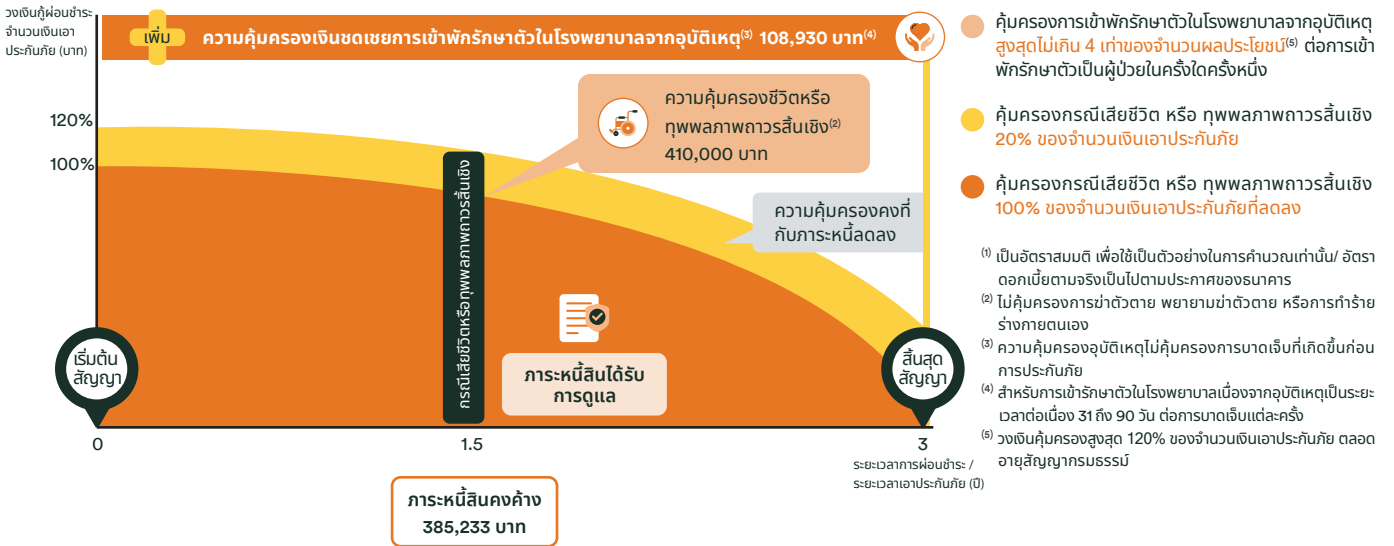 วงเงินกู้ผ่อนชำระ
จำนวนเงินเอา
ประกันภัย (บาท)
เพิ่ม
ความคุ้มครองเงินชดเชยการเข้าพักรักษาตัวในโรงพยาบาลจากอุบัติเหตุ⁽³⁾ 108,930 บาท⁽⁴⁾
ความคุ้มครองชีวิตหรือ
ทุพพลภาพถาวรสิ้นเชิง⁽²⁾
410,000 บาท
120%
100%
กรณีเสียชีวิตหรือทุพพลภาพถาวรสิ้นเชิง
ความคุ้มครองคงที่
กับภาระหนี้ลดลง
ภาระหนี้สินได้รับ
การดูแล
เริ่มต้น
สัญญา
สิ้นสุด
สัญญา
0
1.5
3
ระยะเวลาการผ่อนชำระ /
ระยะเวลาเอาประกันภัย (ปี)
ภาระหนี้สินคงค้าง
385,233 บาท
คุ้มครองการเข้าพักรักษาตัวในโรงพยาบาลจากอุบัติเหตุ
สูงสุดไม่เกิน 4 เท่าของจำนวนผลประโยชน์⁽⁵⁾ ต่อการเข้า
พักรักษาตัวเป็นผู้ป่วยในครั้งใดครั้งหนึ่ง
คุ้มครองกรณีเสียชีวิต หรือ ทุพพลภาพถาวรสิ้นเชิง
20% ของจำนวนเงินเอาประกันภัย
คุ้มครองกรณีเสียชีวิต หรือ ทุพพลภาพถาวรสิ้นเชิง
100% ของจำนวนเงินเอาประกันภัยที่ลดลง
⁽¹⁾ เป็นอัตราสมมติ เพื่อใช้เป็นตัวอย่างในการคำนวณเท่านั้น/ อัตรา
ดอกเบี้ยตามจริงเป็นไปตามประกาศของธนาคาร
⁽²⁾ ไม่คุ้มครองการฆ่าตัวตาย พยายามฆ่าตัวตาย หรือการทำร้าย
ร่างกายตนเอง
⁽³⁾ ความคุ้มครองอุบัติเหตุไม่คุ้มครองการบาดเจ็บที่เกิดขึ้นก่อน
การประกันภัย
⁽⁴⁾ สำหรับการเข้ารักษาตัวในโรงพยาบาลเนื่องจากอุบัติเหตุเป็นระยะ
เวลาต่อเนื่อง 31 ถึง 90 วัน ต่อการบาดเจ็บแต่ละครั้ง
⁽⁵⁾ วงเงินคุ้มครองสูงสุด 120% ของจำนวนเงินเอาประกันภัย ตลอด
อายุสัญญากรมธรรม์